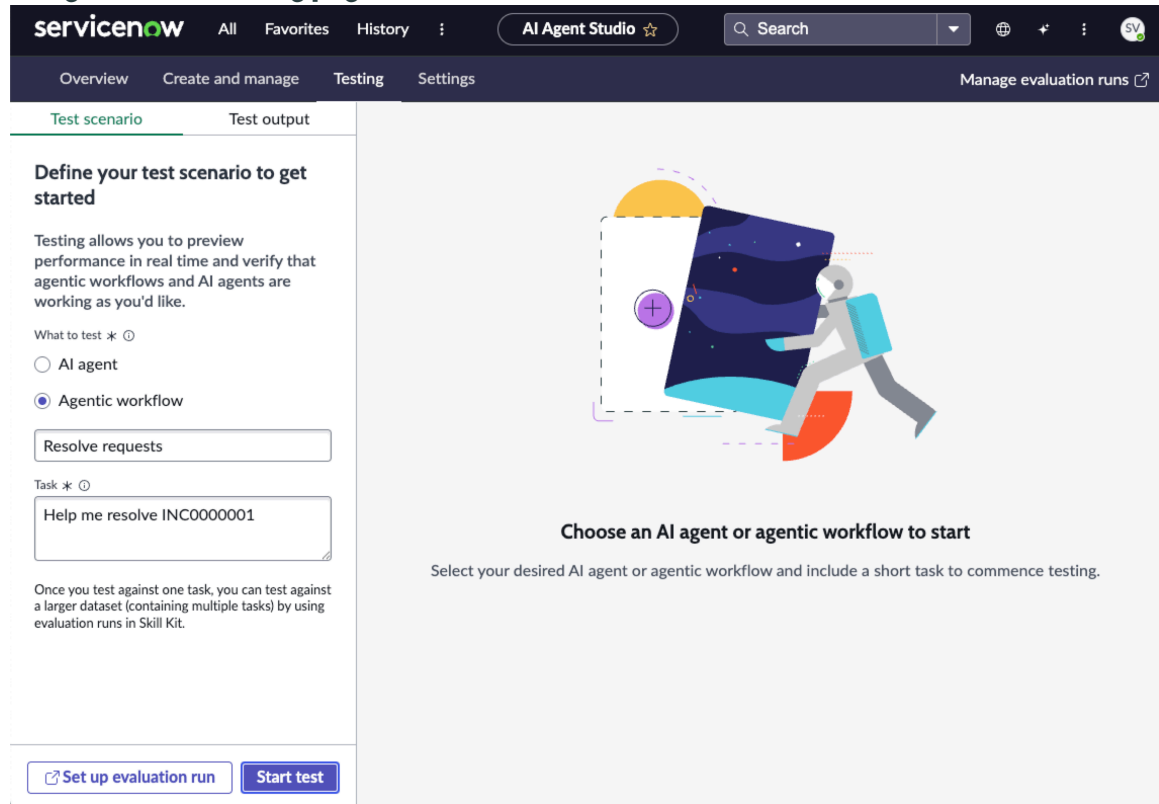 servicenow All Favorites History AI Agent Studio Search SV
Overview Create and manage Testing Settings Manage evaluation runs
Test scenario Test output
Define your test scenario to get
started
Testing allows you to preview
performance in real time and verify that
agentic workflows and AI agents are
working as you'd like.
What to test *
AI agent
Agentic workflow
Resolve requests
Task *
Help me resolve INC0000001
Once you test against one task, you can test against
a larger dataset (containing multiple tasks) by using
evaluation runs in Skill Kit.
Set up evaluation run Start test
Choose an AI agent or agentic workflow to start
Select your desired AI agent or agentic workflow and include a short task to commence testing.